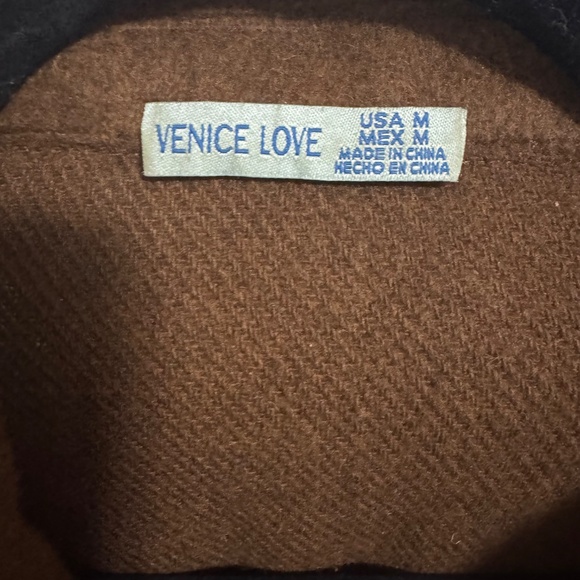 VENICE LOVE
USA M
MEX M
MADE IN CHINA
HECHO EN CHINA